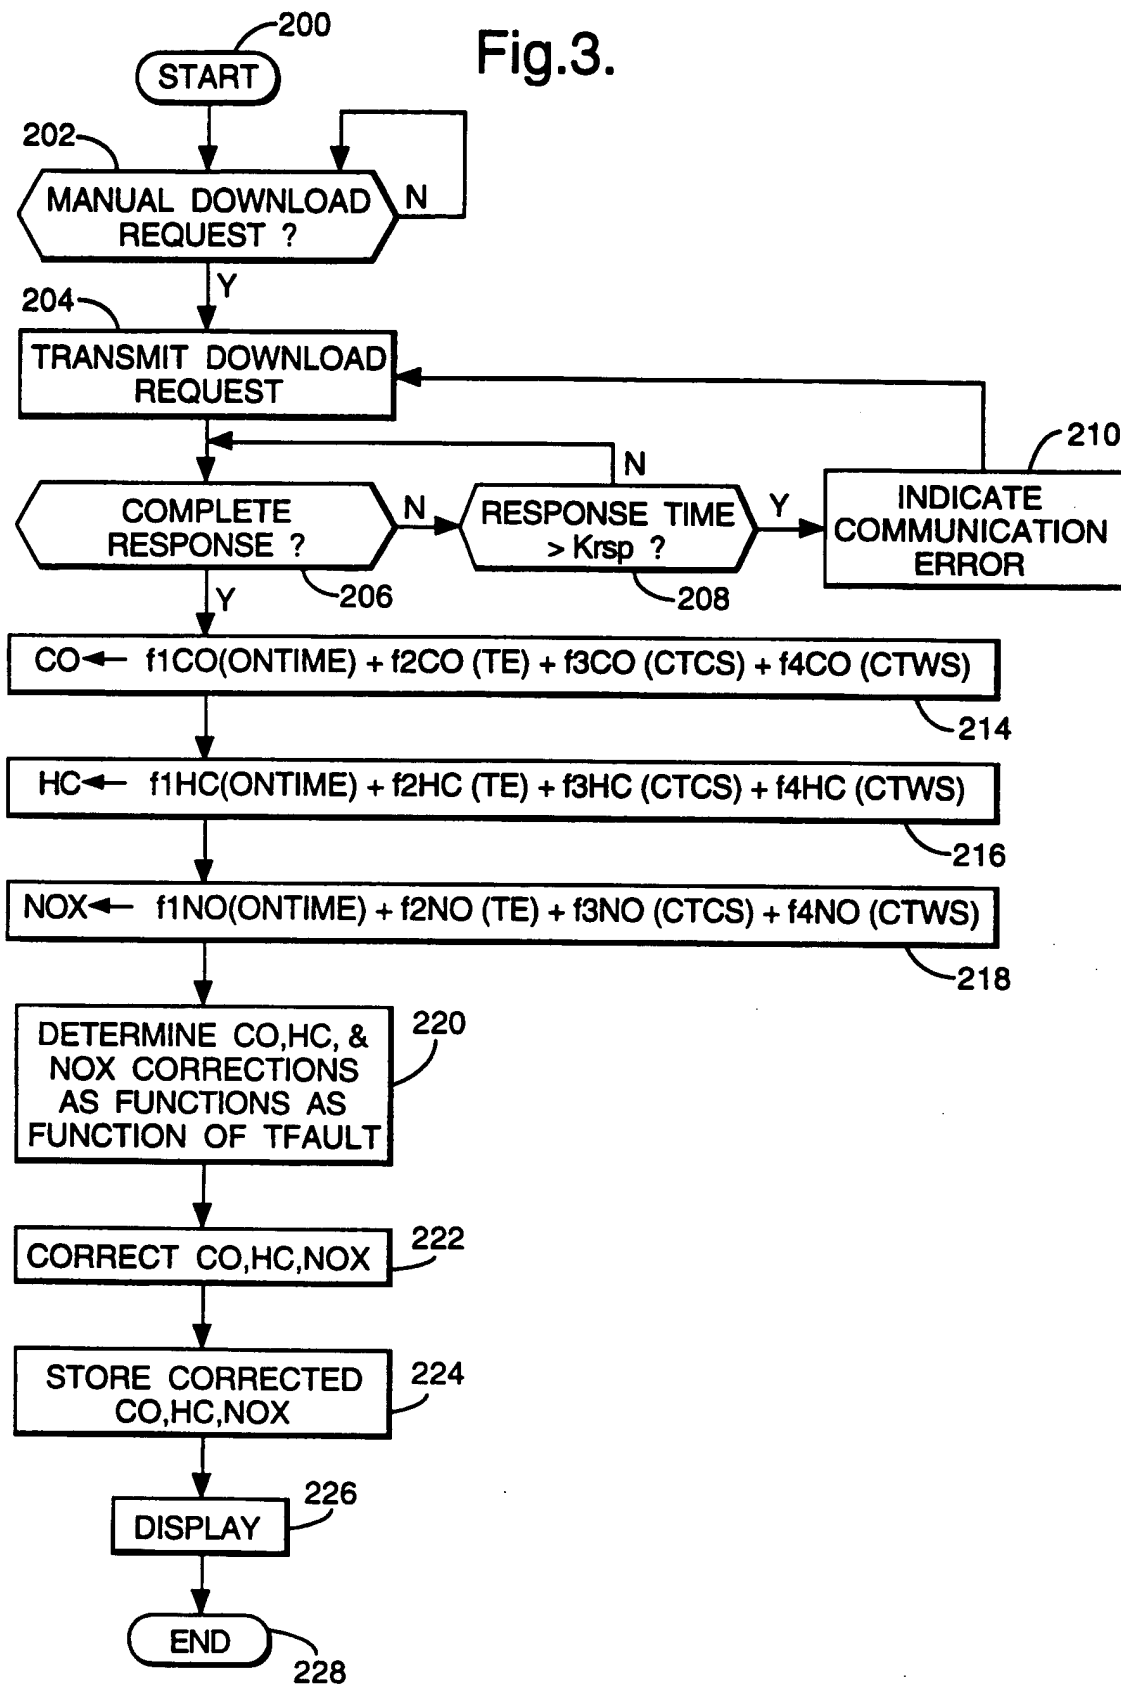 200
Fig.3.
START
202
MANUAL DOWNLOAD
REQUEST ?
N
Y
204
TRANSMIT DOWNLOAD
REQUEST
210
N
COMPLETE
RESPONSE ?
N
RESPONSE TIME
> Krsp ?
Y
INDICATE
COMMUNICATION
ERROR
206
208
Y
CO← f1CO(ONTIME) + f2CO (TE) + f3CO (CTCS) + f4CO (CTWS)
214
HC← f1HC(ONTIME) + f2HC (TE) + f3HC (CTCS) + f4HC (CTWS)
216
NOX← f1NO(ONTIME) + f2NO (TE) + f3NO (CTCS) + f4NO (CTWS)
218
DETERMINE CO,HC, &
NOX CORRECTIONS
AS FUNCTIONS AS
FUNCTION OF TFAULT
220
CORRECT CO,HC,NOX
222
STORE CORRECTED
CO,HC,NOX
224
DISPLAY
226
END
228